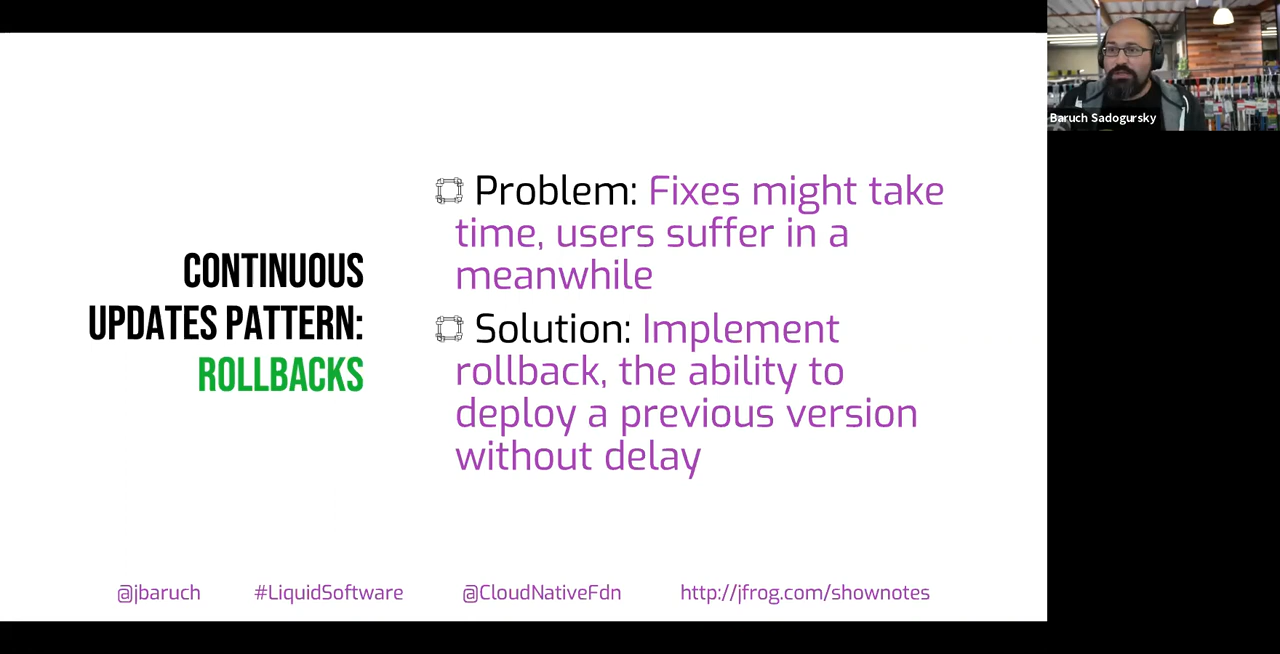 CONTINUOUS
UPDATES PATTERN:
ROLLBACKS
Problem: Fixes might take
time, users suffer in a
meanwhile
Solution: Implement
rollback, the ability to
deploy a previous version
without delay
@jbaruch
#LiquidSoftware
@CloudNativeFdn
http://jfrog.com/shownotes
Baruch Sadogursky